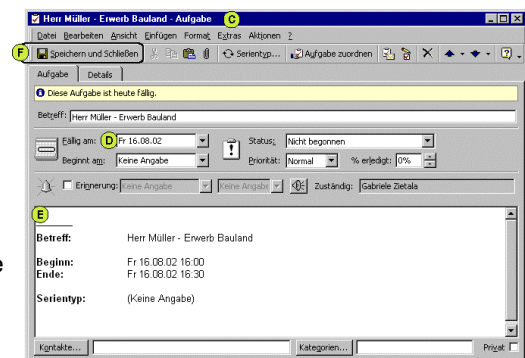 Herr Müller - Erwerb Bauland - Aufgabe C
Datei Bearbeiten Ansicht Einfügen Format Extras Aktionen ?
F Speichern und Schließen Serientyp... Aufgabe zuordnen
Aufgabe Details
Diese Aufgabe ist heute fällig.
Betreff: Herr Müller - Erwerb Bauland
Fällig am: D Fr 16.08.02 Status: Nicht begonnen
Beginnt am: Keine Angabe Priorität: Normal % erledigt: 0%
Erinnerung: Keine Angabe Keine Angabe Zuständig: Gabriele Zietala
E
Betreff: Herr Müller - Erwerb Bauland
Beginn: Fr 16.08.02 16:00
Ende: Fr 16.08.02 16:30
e
Serientyp: (Keine Angabe)
Kontakte... Kategorien... Privat